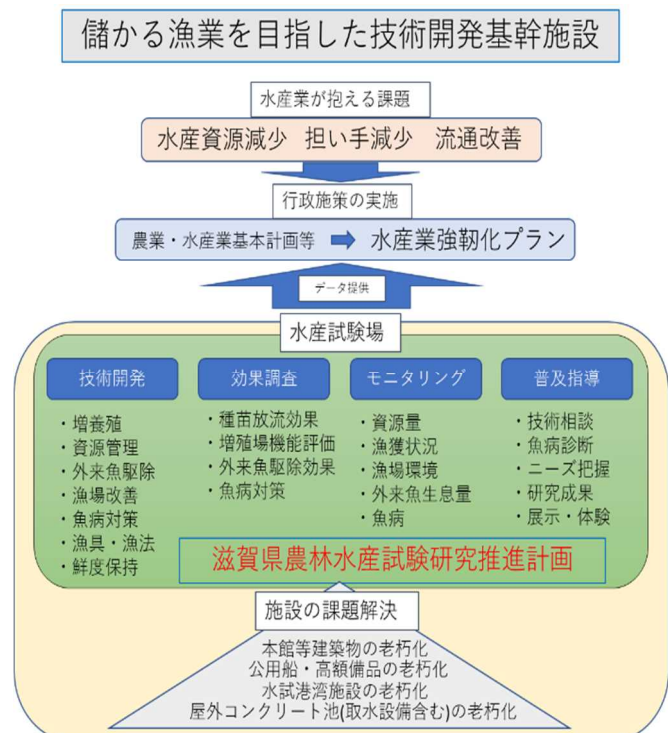 儲かる漁業を目指した技術開発基幹施設
水産業が抱える課題
水産資源減少 担い手減少 流通改善
行政施策の実施
農業・水産業基本計画等 ➡ 水産業強靭化プラン
データ提供
水産試験場
技術開発
・増養殖
・資源管理
・外来魚駆除
・漁場改善
・魚病対策
・漁具・漁法
・鮮度保持
効果調査
・種苗放流効果
・増殖場機能評価
・外来魚駆除効果
・魚病対策
モニタリング
・資源量
・漁獲状況
・漁場環境
・外来魚生息量
・魚病
普及指導
・技術相談
・魚病診断
・ニーズ把握
・研究成果
・展示・体験
滋賀県農林水産試験研究推進計画
施設の課題解決
本館等建築物の老朽化
公用船・高額備品の老朽化
水試港湾施設の老朽化
屋外コンクリート池(取水設備含む)の老朽化